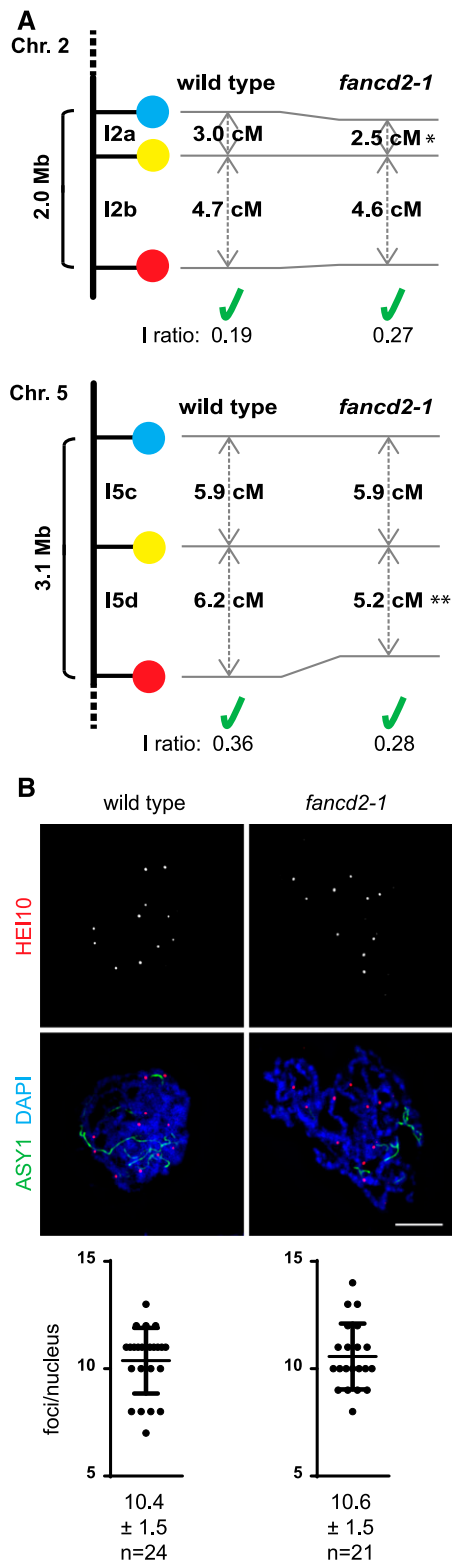 A
Chr. 2
wild type
fancd2-1
2.0 Mb
I2a
3.0 cM
2.5 cM *
I2b
4.7 cM
4.6 cM
I ratio: 0.19
0.27
Chr. 5
wild type
fancd2-1
3.1 Mb
I5c
5.9 cM
5.9 cM
I5d
6.2 cM
5.2 cM **
I ratio: 0.36
0.28
B
wild type
fancd2-1
HEI10
ASY1 DAPI
foci/nucleus
15
10
5
15
10
5
10.4
± 1.5
n=24
10.6
± 1.5
n=21